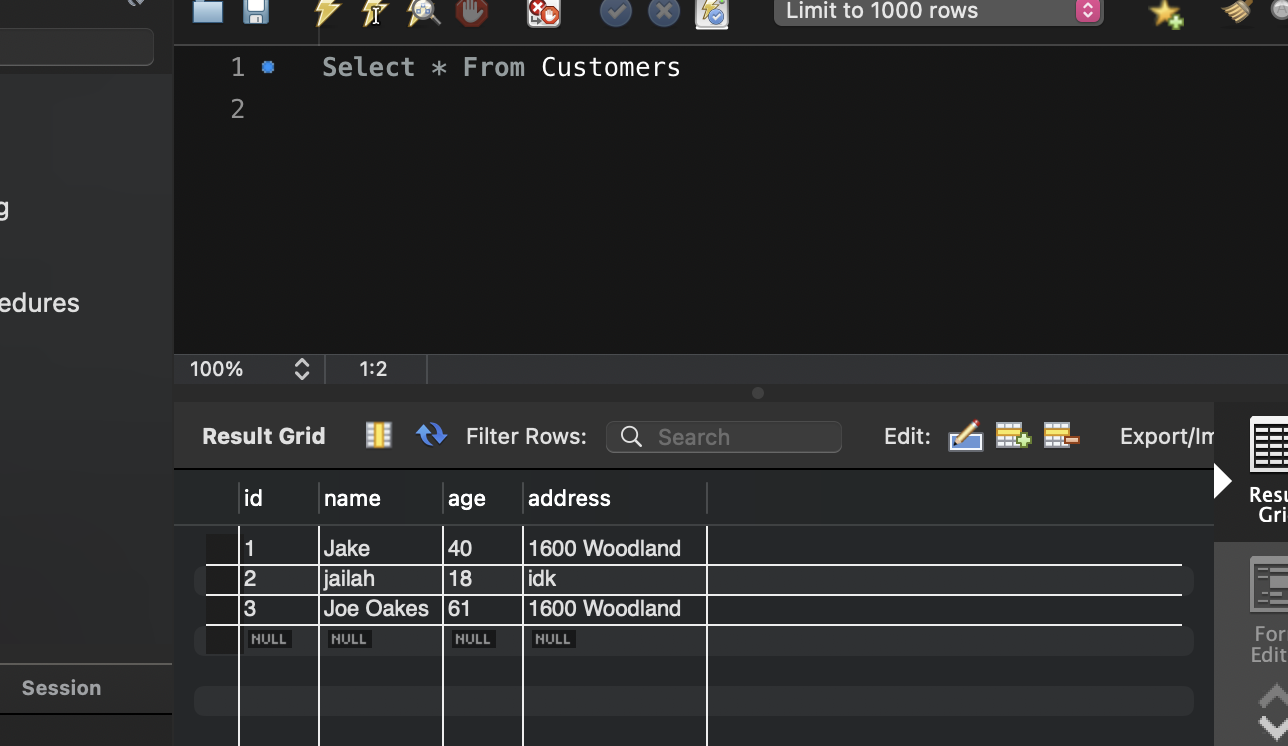 Limit to 1000 rows
1 Select * From Customers
2
g
edures
100% 1:2
Result Grid Filter Rows: Search Edit: Export/Im
id name age address
1 Jake 40 1600 Woodland
2 jailah 18 idk
3 Joe Oakes 61 1600 Woodland
NULL NULL NULL NULL
Resu
Gri
For
Edit
Session